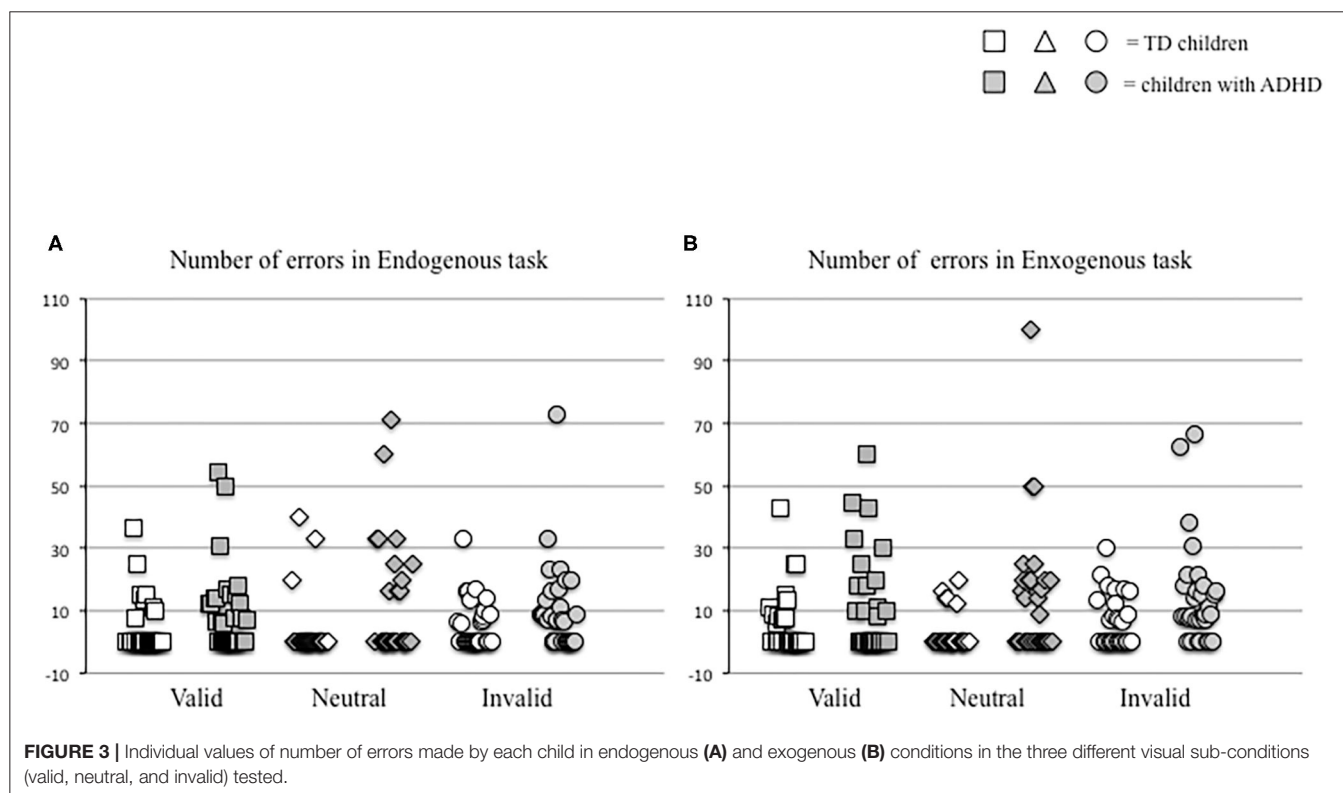 = TD children
= children with ADHD
A
Number of errors in Endogenous task
110
90
70
50
30
10
-10
Valid Neutral Invalid
B
Number of errors in Enxogenous task
110
90
70
50
30
10
-10
Valid Neutral Invalid
FIGURE 3 | Individual values of number of errors made by each child in endogenous (A) and exogenous (B) conditions in the three different visual sub-conditions
(valid, neutral, and invalid) tested.